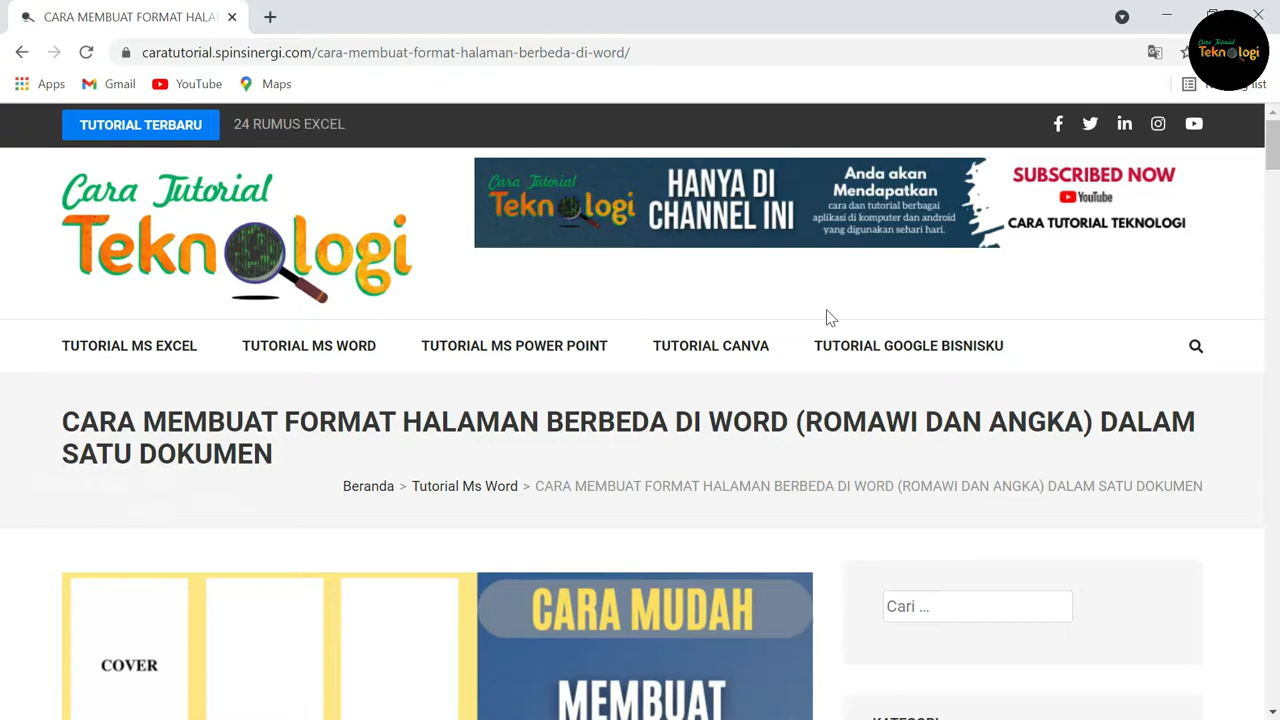 CARA MEMBUAT FORMAT HALA
caratutorial.spinsinergi.com/cara-membuat-format-halaman-berbeda-di-word/
Cara Tutorial
Teknologi
Apps
Gmail
YouTube
Maps
list
TUTORIAL TERBARU
24 RUMUS EXCEL
Cara Tutorial
Teknologi
Cara Tutorial
Teknologi
HANYA DI
CHANNEL INI
Anda akan
Mendapatkan
cara dan tutorial berbagai
aplikasi di komputer dan android
yang digunakan sehari hari.
SUBSCRIBED NOW
YouTube
CARA TUTORIAL TEKNOLOGI
TUTORIAL MS EXCEL
TUTORIAL MS WORD
TUTORIAL MS POWER POINT
TUTORIAL CANVA
TUTORIAL GOOGLE BISNISKU
CARA MEMBUAT FORMAT HALAMAN BERBEDA DI WORD (ROMAWI DAN ANGKA) DALAM
SATU DOKUMEN
Beranda > Tutorial Ms Word > CARA MEMBUAT FORMAT HALAMAN BERBEDA DI WORD (ROMAWI DAN ANGKA) DALAM SATU DOKUMEN
COVER
CARA MUDAH
MEMBUAT
Cari …
KATEGORI